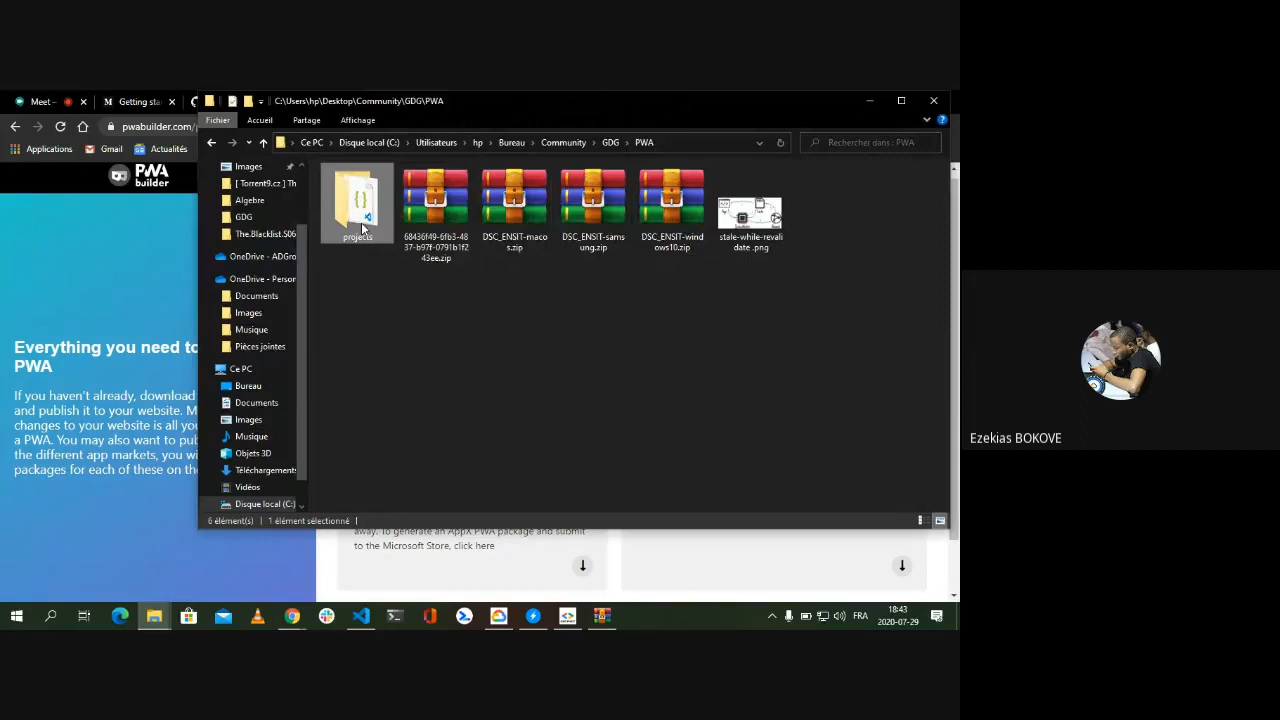 Meet –
Getting sta
C:\Users\hp\Desktop\Community\GDG\PWA
Fichier
Accueil
Partage
Affichage
pwabuilder.com/
Ce PC
Disque local (C:)
Utilisateurs
hp
Bureau
Community
GDG
PWA
Rechercher dans : PWA
Applications
Gmail
Actualités
PWA
builder
Images
[ Torrent9.cz ] Th
Algebre
GDG
The.Blacklist.S06
OneDrive - ADGro
OneDrive - Person
Documents
Images
Musique
Pièces jointes
Ce PC
Bureau
Documents
Images
Musique
Objets 3D
Téléchargements
Vidéos
Disque local (C:)
projects
68436f49-6fb3-48
37-b97f-0791b1f2
43ee.zip
DSC_ENSIT-maco
s.zip
DSC_ENSIT-sams
ung.zip
DSC_ENSIT-wind
ows10.zip
stale-while-revali
date .png
Everything you need to
PWA
If you haven't already, download
and publish it to your website. M
changes to your website is all you
a PWA. You may also want to pub
the different app markets, you wi
packages for each of these on the
6 élément(s)
1 élément sélectionné
away. To generate an AppX PWA package and submit
to the Microsoft Store, click here
Ezekias BOKOVE
FRA
18:43
2020-07-29